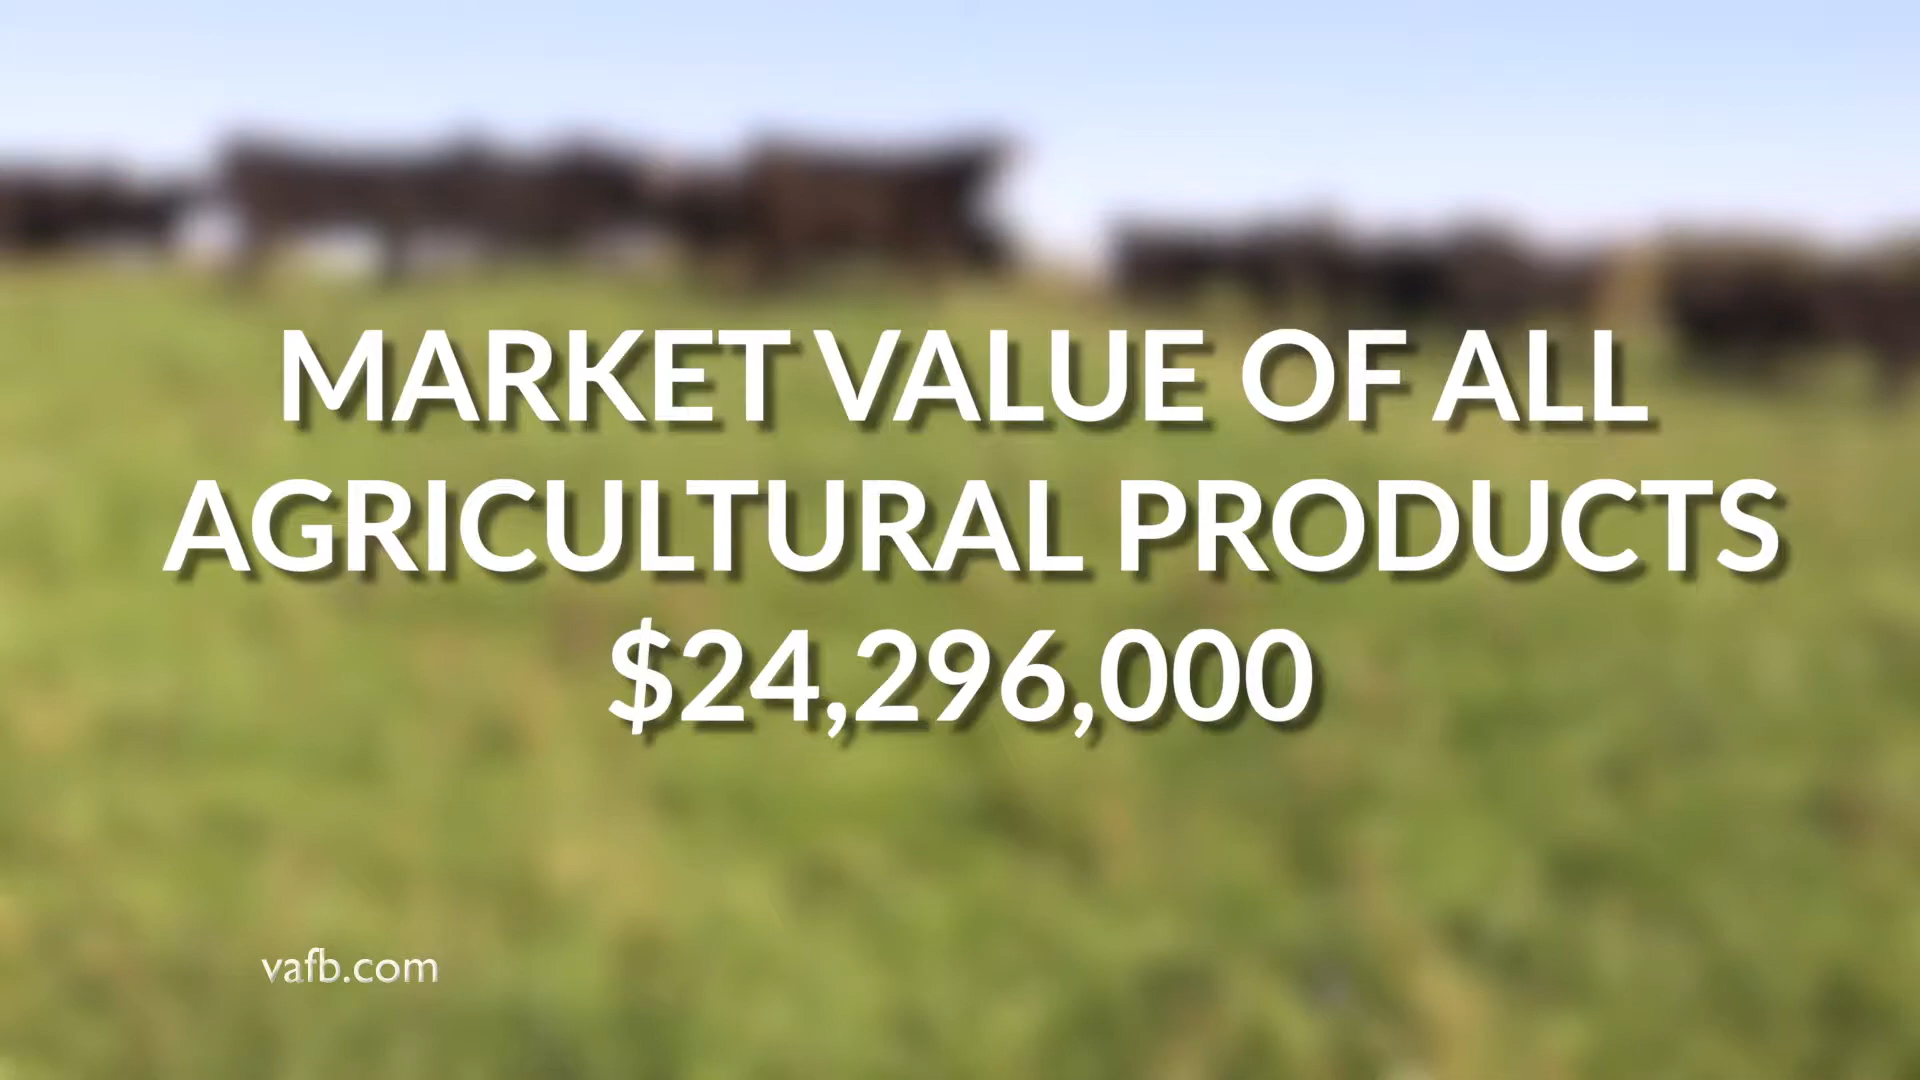 MARKET VALUE OF ALL
AGRICULTURAL PRODUCTS
$24,296,000
vafb.com